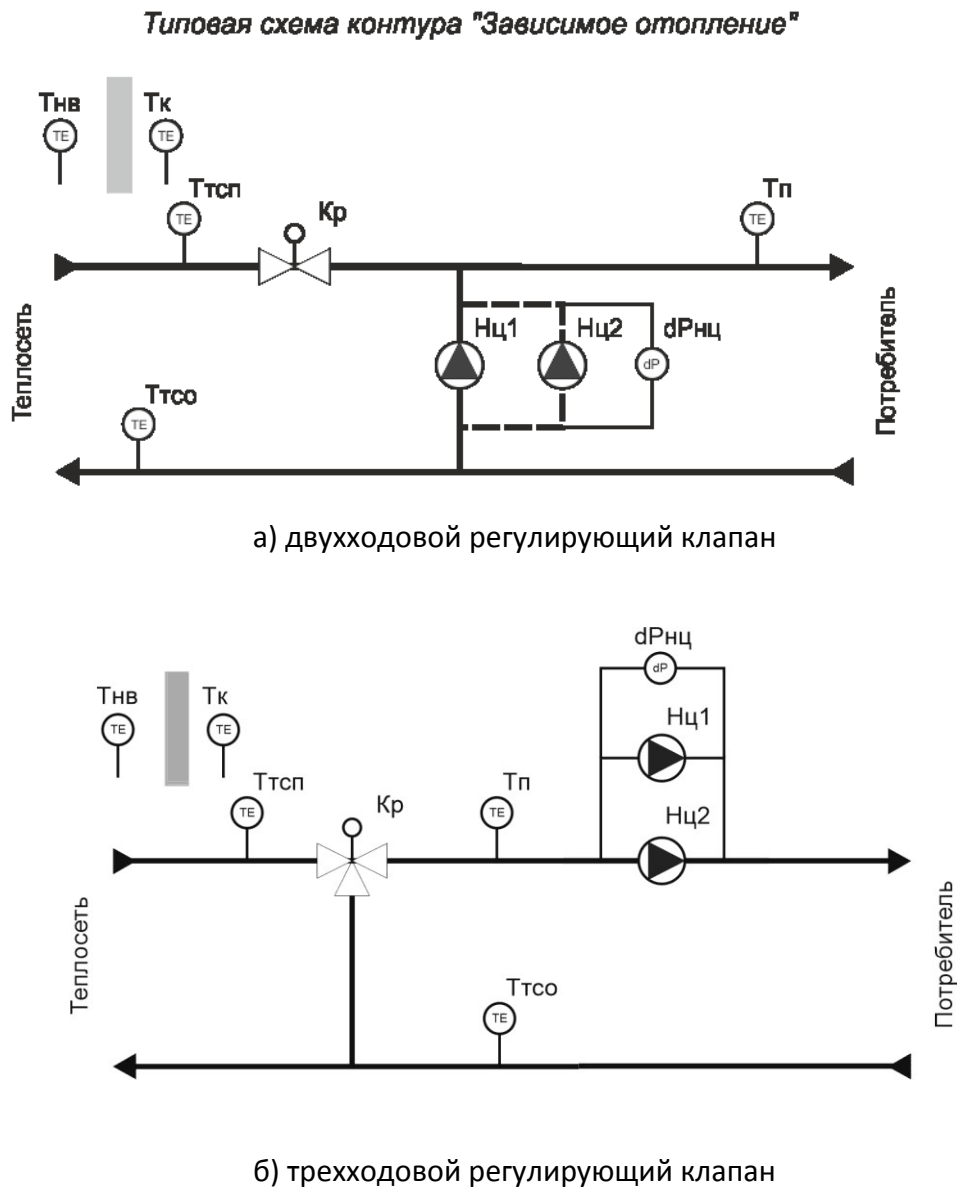 Типовая схема контура "Зависимое отопление"
Тнв
Тк
TE
TE
Ттсп
TE
Кр
Тп
TE
Теплосеть
Нц1
Нц2
dPнц
dP
Потребитель
Ттсо
TE
а) двухходовой регулирующий клапан
dPнц
dP
Тнв
Тк
TE
TE
Нц1
Ттсп
TE
Кр
Тп
TE
Нц2
Теплосеть
Ттсо
TE
Потребитель
б) трехходовой регулирующий клапан